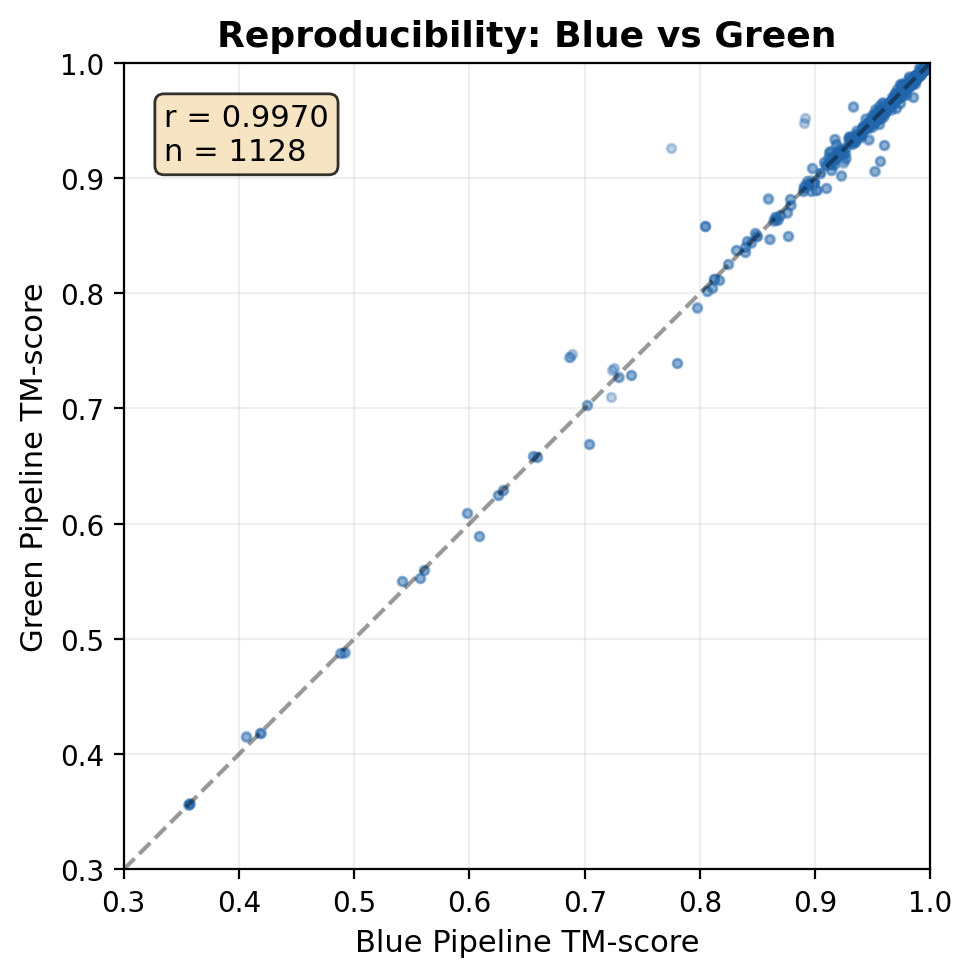 Reproducibility: Blue vs Green
r = 0.9970
n = 1128
Green Pipeline TM-score
1.0
0.9
0.8
0.7
0.6
0.5
0.4
0.3
0.3 0.4 0.5 0.6 0.7 0.8 0.9 1.0
Blue Pipeline TM-score